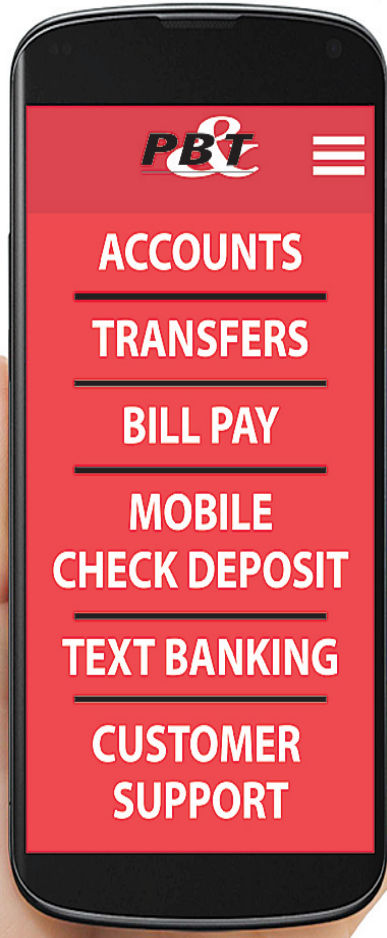 PB&T
ACCOUNTS
TRANSFERS
BILL PAY
MOBILE
CHECK DEPOSIT
TEXT BANKING
CUSTOMER
SUPPORT